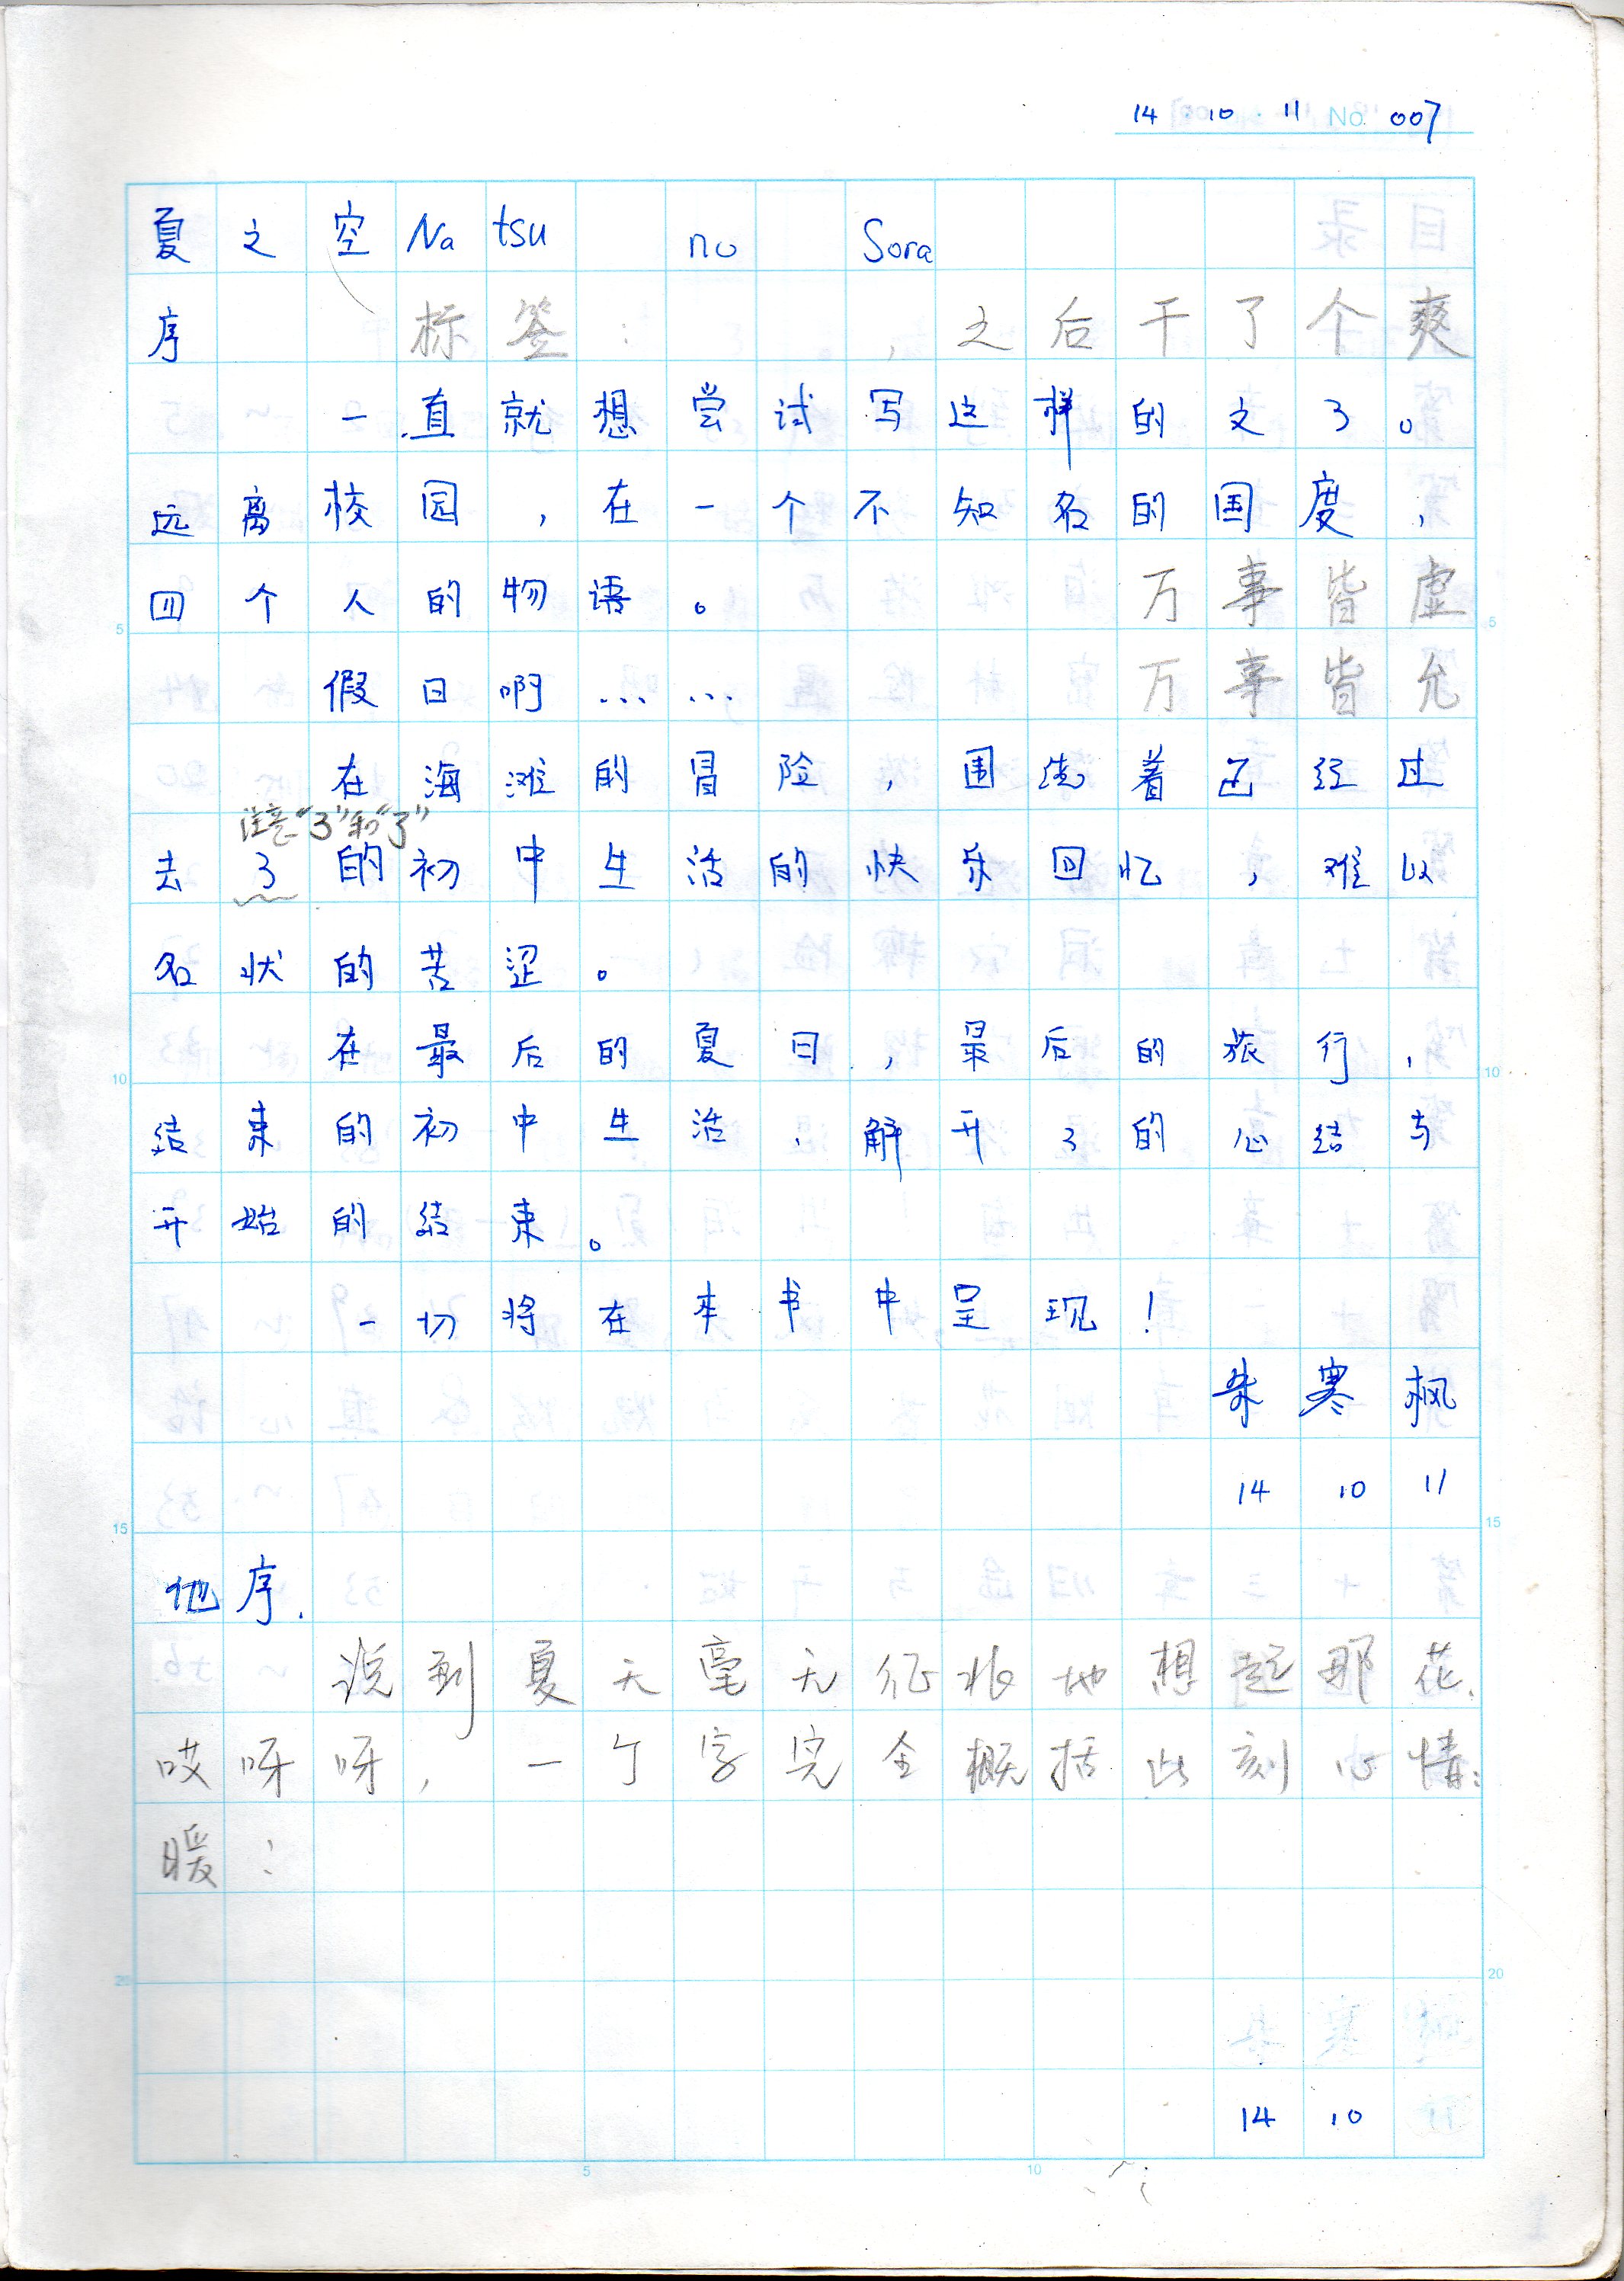 14 . 10 . 11 No. 007
夏之空 Natsu no Sora
序 标签: ,之后干了个爽
一直就想尝试写这样的文了。
远离校园,在一个不知名的国度,
四个人的物语。 万事皆虚
假日啊…… 万事皆允
在海滩的冒险,围绕着已经过
注意“3”和“了”
去了的初中生活的快乐回忆,难以
名状的苦涩。
在最后的夏日,最后的旅行,
结束的初中生活,解开了的心结与
开始的结束。
一切将在本书中呈现!
朱寒枫
14 10 11
他序.
说到夏天毫无征兆地想起那花.
哎呀呀,一个字完全概括此刻心情:
暖!
14 10
5
5
10
10
15
15
20
20
5
10